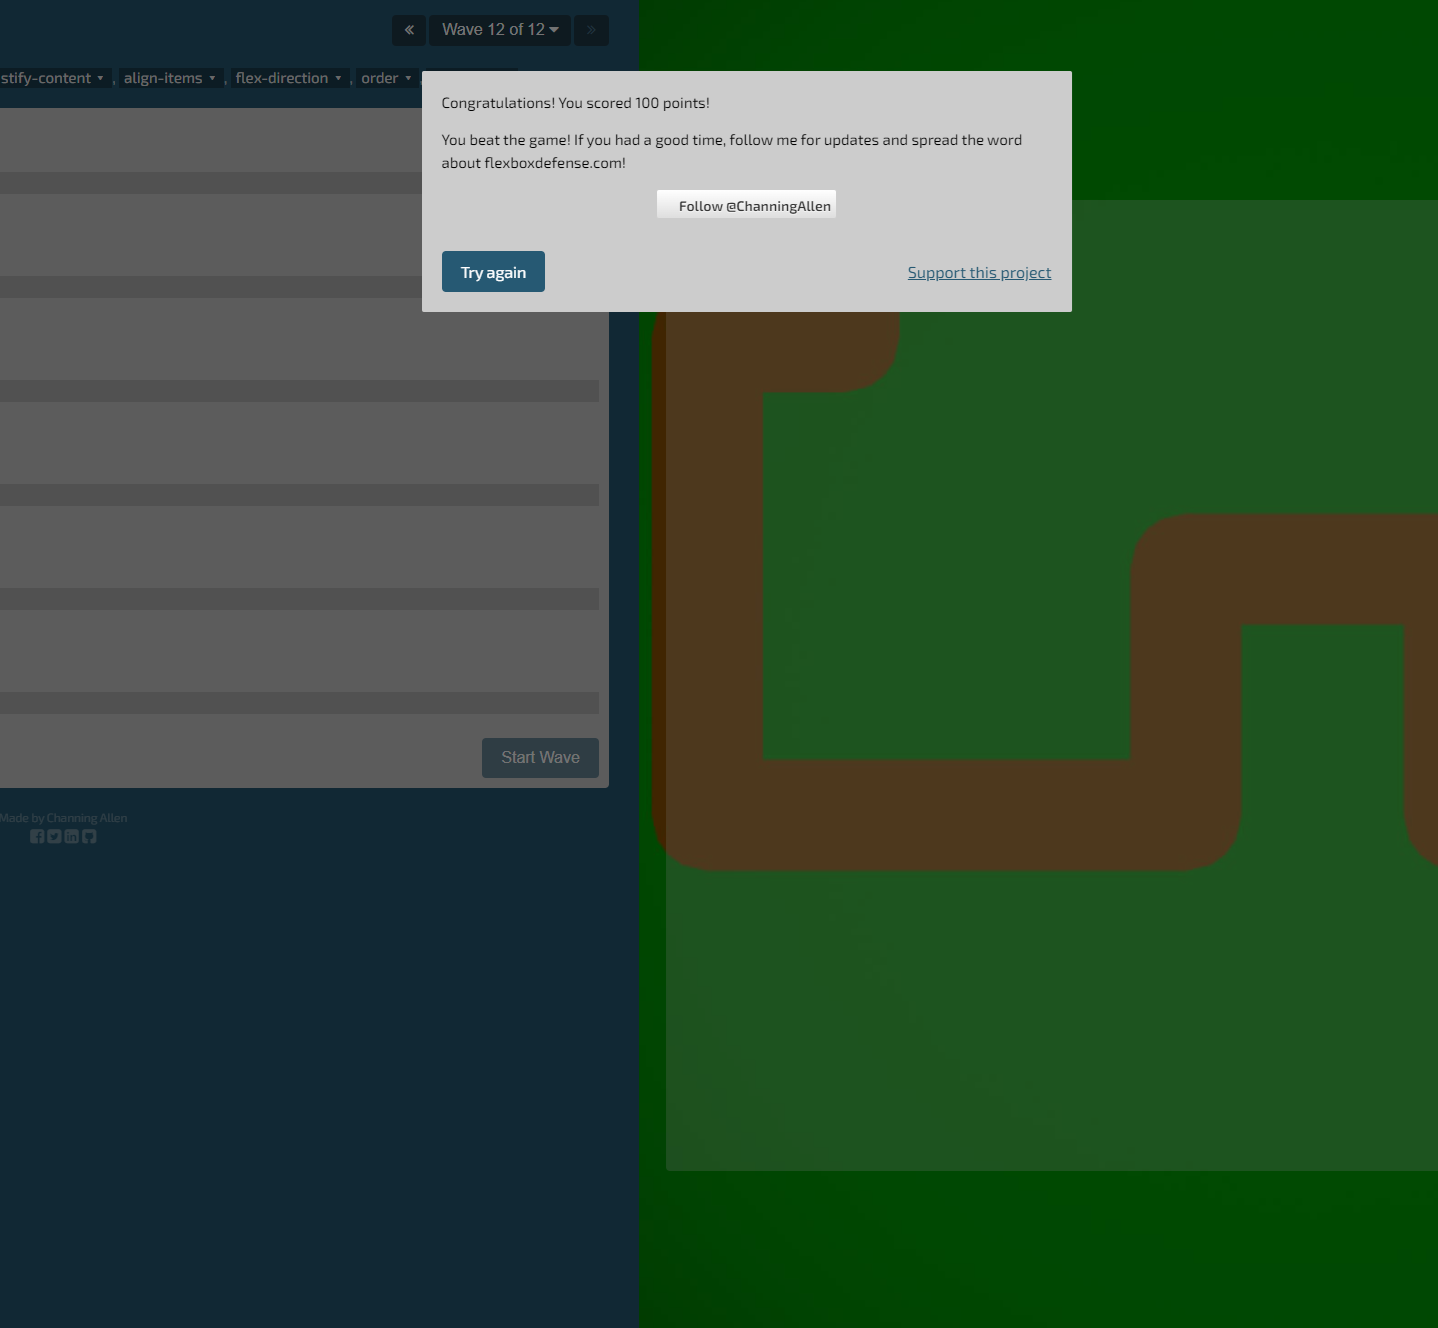 « Wave 12 of 12 »
stify-content , align-items , flex-direction , order ,
Congratulations! You scored 100 points!
You beat the game! If you had a good time, follow me for updates and spread the word
about flexboxdefense.com!
Follow @ChanningAllen
Try again Support this project
Start Wave
Made by Channing Allen